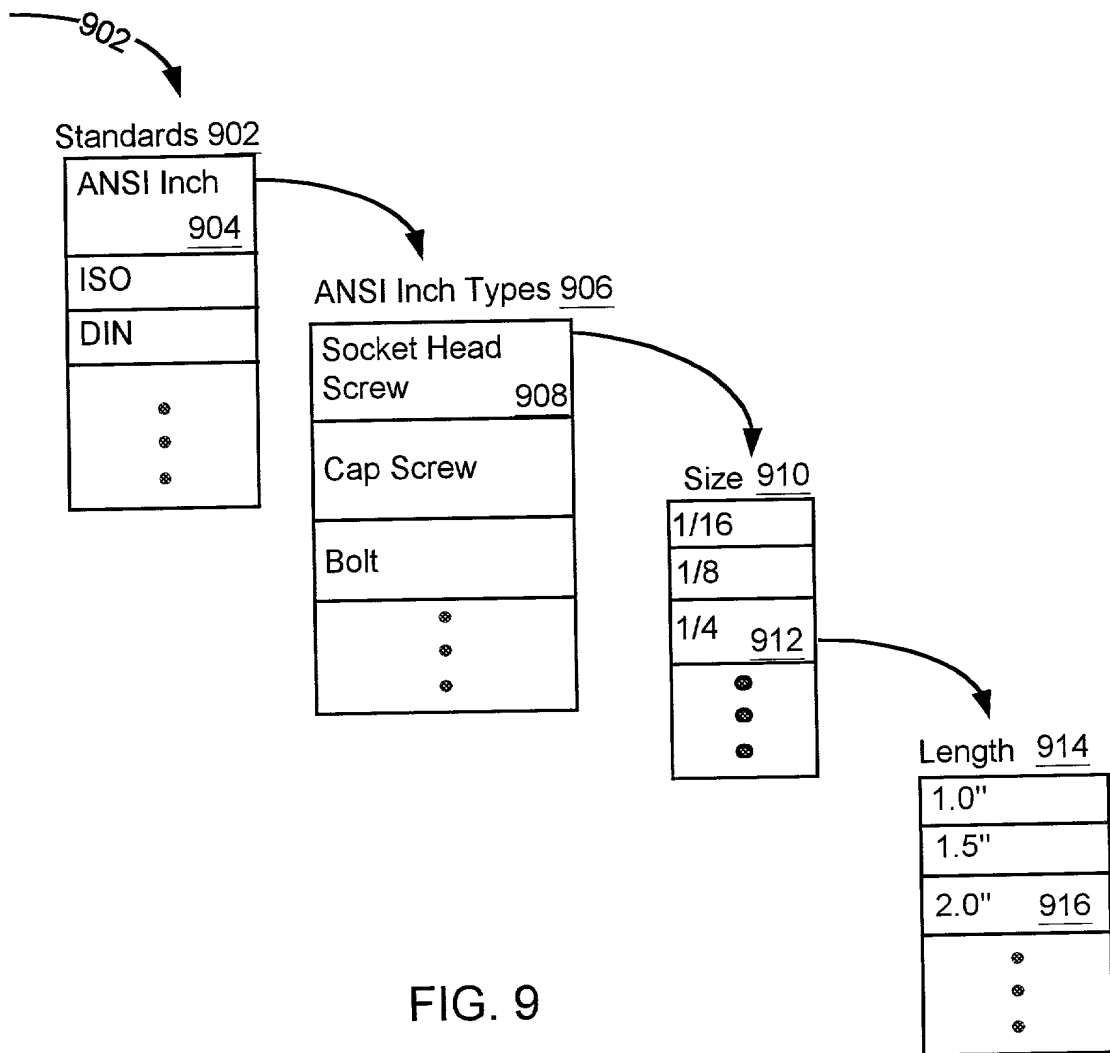 902
Standards 902
ANSI Inch
904
ISO
DIN
ANSI Inch Types 906
Socket Head
Screw 908
Cap Screw
Bolt
Size 910
1/16
1/8
1/4 912
Length 914
1.0"
1.5"
2.0" 916
FIG. 9